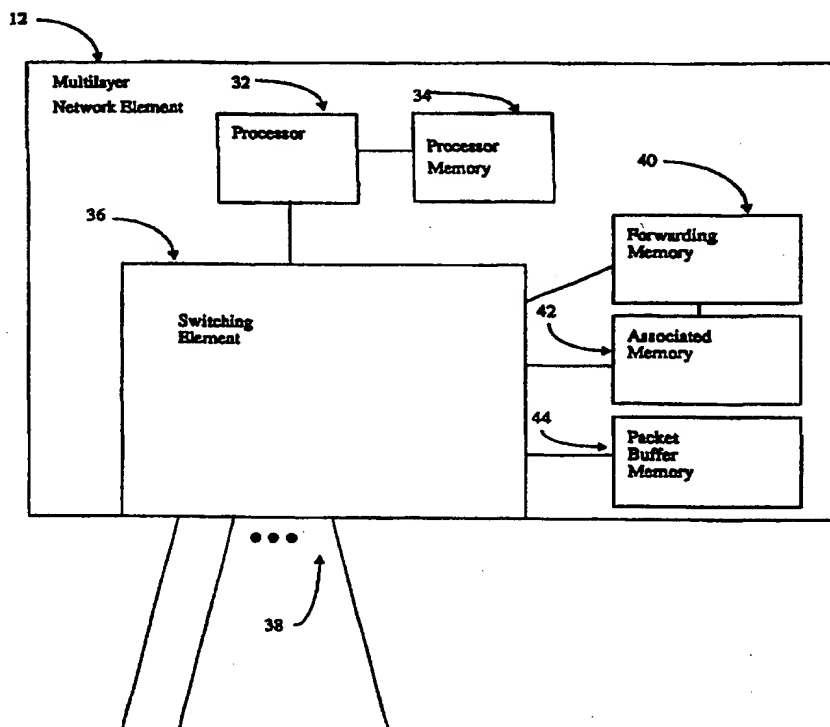 12
Multilayer
Network Element
32
Processor
34
Processor
Memory
36
Switching
Element
40
Forwarding
Memory
42
Associated
Memory
44
Packet
Buffer
Memory
38